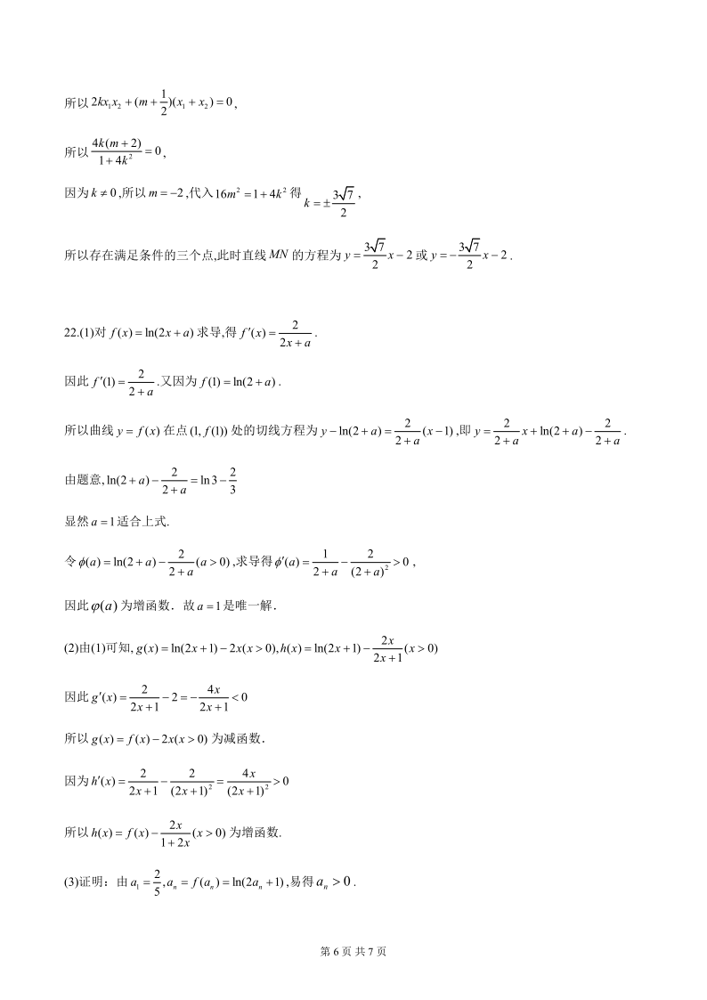 所以 $2kx_1x_2+(m+\frac{1}{2})(x_1+x_2)=0$,
所以 $\frac{4k(m+2)}{1+4k^2}=0$,
因为 $k\neq 0$ ,所以 $m=-2$ ,代入 $16m^2=1+4k^2$ 得 $k=\pm\frac{3\sqrt{7}}{2}$ ,
所以存在满足条件的三个点,此时直线 $MN$ 的方程为 $y=\frac{3\sqrt{7}}{2}x-2$ 或 $y=-\frac{3\sqrt{7}}{2}x-2$ .
22.(1)对 $f(x)=\ln(2x+a)$ 求导,得 $f'(x)=\frac{2}{2x+a}$ .
因此 $f'(1)=\frac{2}{2+a}$ .又因为 $f(1)=\ln(2+a)$ .
所以曲线 $y=f(x)$ 在点 $(1,f(1))$ 处的切线方程为 $y-\ln(2+a)=\frac{2}{2+a}(x-1)$ ,即 $y=\frac{2}{2+a}x+\ln(2+a)-\frac{2}{2+a}$ .
由题意, $\ln(2+a)-\frac{2}{2+a}=\ln 3-\frac{2}{3}$
显然 $a=1$ 适合上式.
令 $\phi(a)=\ln(2+a)-\frac{2}{2+a}(a>0)$ ,求导得 $\phi'(a)=\frac{1}{2+a}-\frac{2}{(2+a)^2}>0$ ,
因此 $\varphi(a)$ 为增函数．故 $a=1$ 是唯一解．
(2)由(1)可知, $g(x)=\ln(2x+1)-2x(x>0),h(x)=\ln(2x+1)-\frac{2x}{2x+1}(x>0)$
因此 $g'(x)=\frac{2}{2x+1}-2=-\frac{4x}{2x+1}<0$
所以 $g(x)=f(x)-2x(x>0)$ 为减函数．
因为 $h'(x)=\frac{2}{2x+1}-\frac{2}{(2x+1)^2}=\frac{4x}{(2x+1)^2}>0$
所以 $h(x)=f(x)-\frac{2x}{1+2x}(x>0)$ 为增函数.
(3)证明：由 $a_1=\frac{2}{5},a_n=f(a_n)=\ln(2a_n+1)$ ,易得 $a_n>0$ .
第 6 页 共 7 页